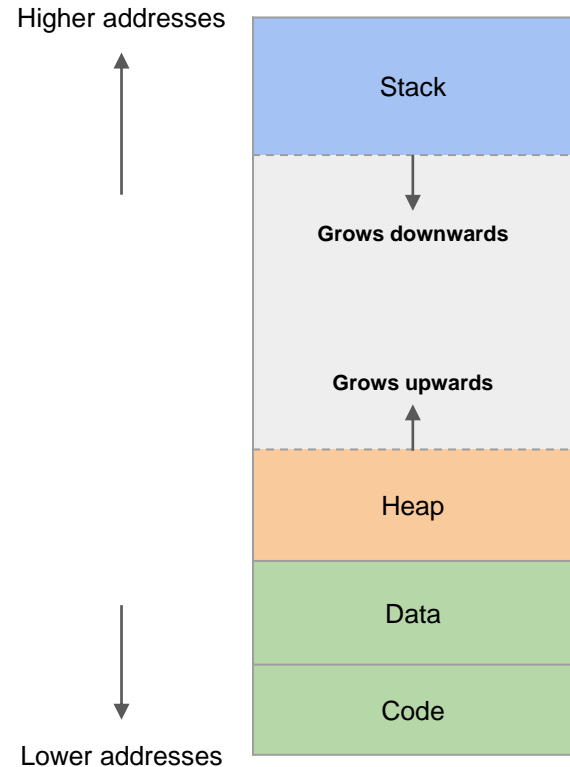 Higher addresses
Stack
Grows downwards
Grows upwards
Heap
Data
Code
Lower addresses